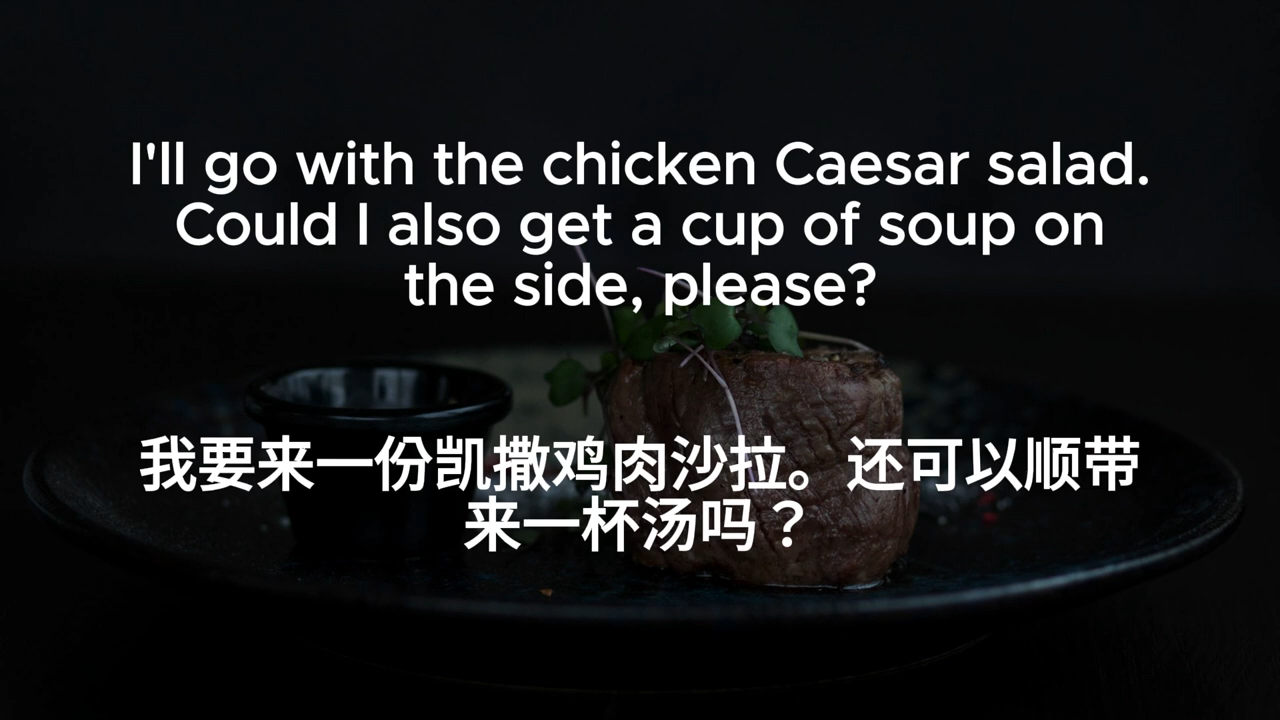 I'll go with the chicken Caesar salad.
Could I also get a cup of soup on
the side, please?
我要来一份凯撒鸡肉沙拉。还可以顺带
来一杯汤吗？